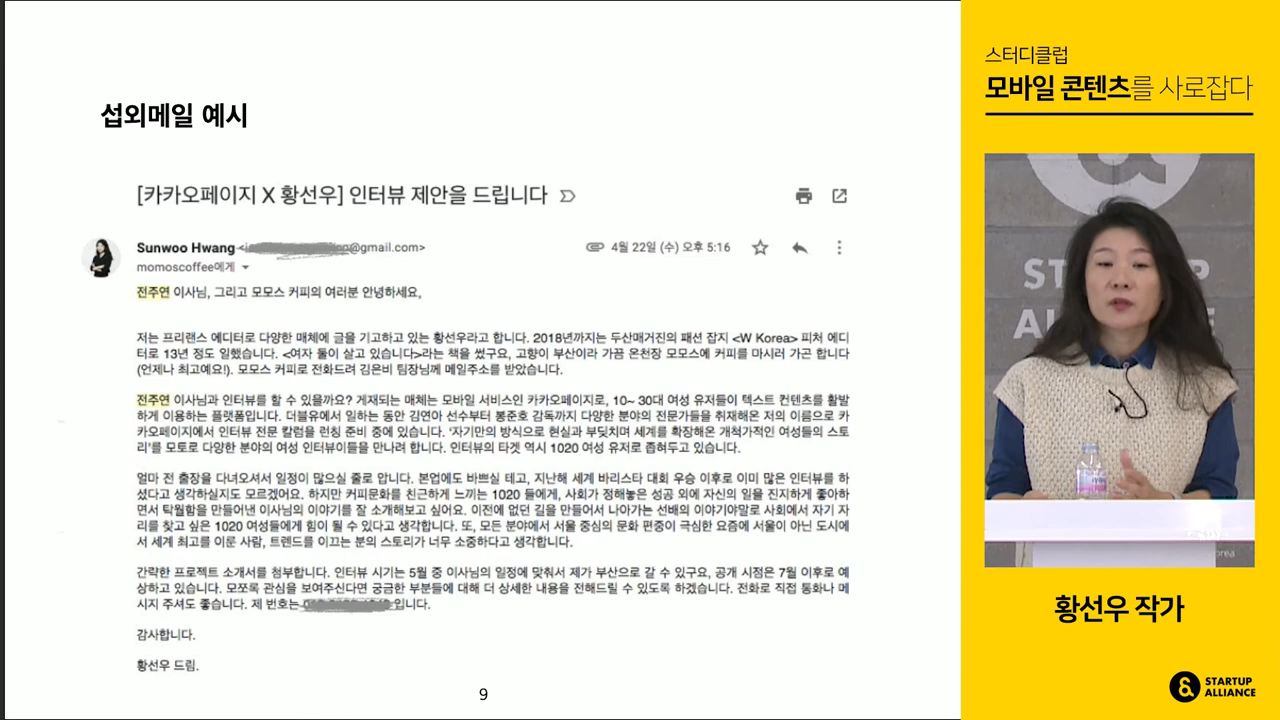 섭외메일 예시
[카카오페이지 X 황선우] 인터뷰 제안을 드립니다
Sunwoo Hwang
@gmail.com>
4월 22일 (수) 오후 5:16
momoscoffee에게
전주연 이사님, 그리고 모모스 커피의 여러분 안녕하세요,
저는 프리랜스 에디터로 다양한 매체에 글을 기고하고 있는 황선우라고 합니다. 2018년까지는 두산매거진의 패션 잡지 <W Korea> 피처 에디
터로 13년 정도 일했습니다. <여자 둘이 살고 있습니다>라는 책을 썼구요, 고향이 부산이라 가끔 온천장 모모스에 커피를 마시러 가곤 합니다
(언제나 최고예요!). 모모스 커피로 전화드려 김은비 팀장님께 메일주소를 받았습니다.
전주연 이사님과 인터뷰를 할 수 있을까요? 게재되는 매체는 모바일 서비스인 카카오페이지로, 10~ 30대 여성 유저들이 텍스트 컨텐츠를 활발
하게 이용하는 플랫폼입니다. 더블유에서 일하는 동안 김연아 선수부터 봉준호 감독까지 다양한 분야의 전문가들을 취재해온 저의 이름으로 카
카오페이지에서 인터뷰 전문 칼럼을 런칭 준비 중에 있습니다. '자기만의 방식으로 현실과 부딪치며 세계를 확장해온 개척가적인 여성들의 스토
리'를 모토로 다양한 분야의 여성 인터뷰이들을 만나려 합니다. 인터뷰의 타겟 역시 1020 여성 유저로 좁혀두고 있습니다.
얼마 전 출장을 다녀오셔서 일정이 많으실 줄로 압니다. 본업에도 바쁘실 테고, 지난해 세계 바리스타 대회 우승 이후로 이미 많은 인터뷰를 하
셨다고 생각하실지도 모르겠어요. 하지만 커피문화를 친근하게 느끼는 1020 들에게, 사회가 정해놓은 성공 외에 자신의 일을 진지하게 좋아하
면서 탁월함을 만들어낸 이사님의 이야기를 잘 소개해보고 싶어요. 이전에 없던 길을 만들어서 나아가는 선배의 이야기야말로 사회에서 자기 자
리를 찾고 싶은 1020 여성들에게 힘이 될 수 있다고 생각합니다. 또, 모든 분야에서 서울 중심의 문화 편중이 극심한 요즘에 서울이 아닌 도시에
서 세계 최고를 이룬 사람, 트렌드를 이끄는 분의 스토리가 너무 소중하다고 생각합니다.
간략한 프로젝트 소개서를 첨부합니다. 인터뷰 시기는 5월 중 이사님의 일정에 맞춰서 제가 부산으로 갈 수 있구요, 공개 시점은 7월 이후로 예
상하고 있습니다. 모쪼록 관심을 보여주신다면 궁금한 부분들에 대해 더 상세한 내용을 전해드릴 수 있도록 하겠습니다. 전화로 직접 통화나 메
시지 주셔도 좋습니다. 제 번호는 입니다.
감사합니다.
황선우 드림.
9
스터디클럽
모바일 콘텐츠를 사로잡다
황선우 작가
STARTUP
ALLIANCE